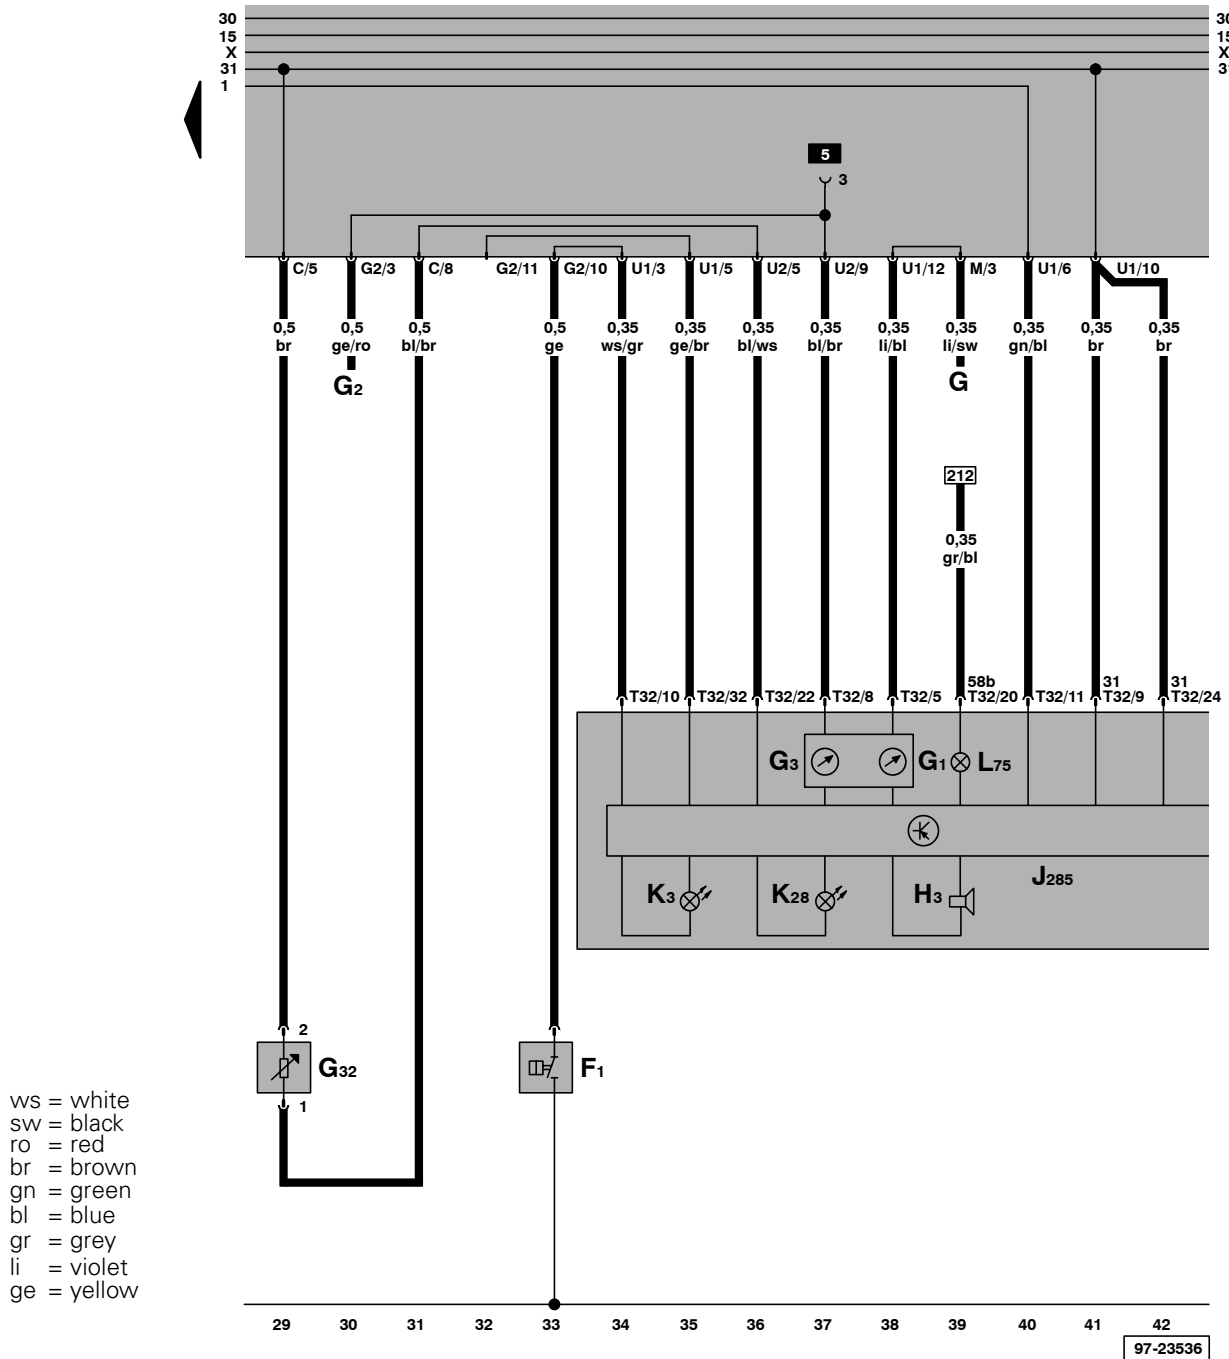 30 30
15 15
X X
31 31
1
5
3
C/5 G2/3 C/8 G2/11 G2/10 U1/3 U1/5 U2/5 U2/9 U1/12 M/3 U1/6 U1/10
0,5 0,5 0,5 0,5 0,35 0,35 0,35 0,35 0,35 0,35 0,35 0,35 0,35
br ge/ro bl/br ge ws/gr ge/br bl/ws bl/br li/bl li/sw gn/bl br br
G2 G
212
0,35
gr/bl
58b 31 31
T32/10 T32/32 T32/22 T32/8 T32/5 T32/20 T32/11 T32/9 T32/24
G3 G1 L75
J285
K3 K28 H3
2
G32 F1
1
ws = white
sw = black
ro = red
br = brown
gn = green
bl = blue
gr = grey
li = violet
ge = yellow
29 30 31 32 33 34 35 36 37 38 39 40 41 42
97-23536